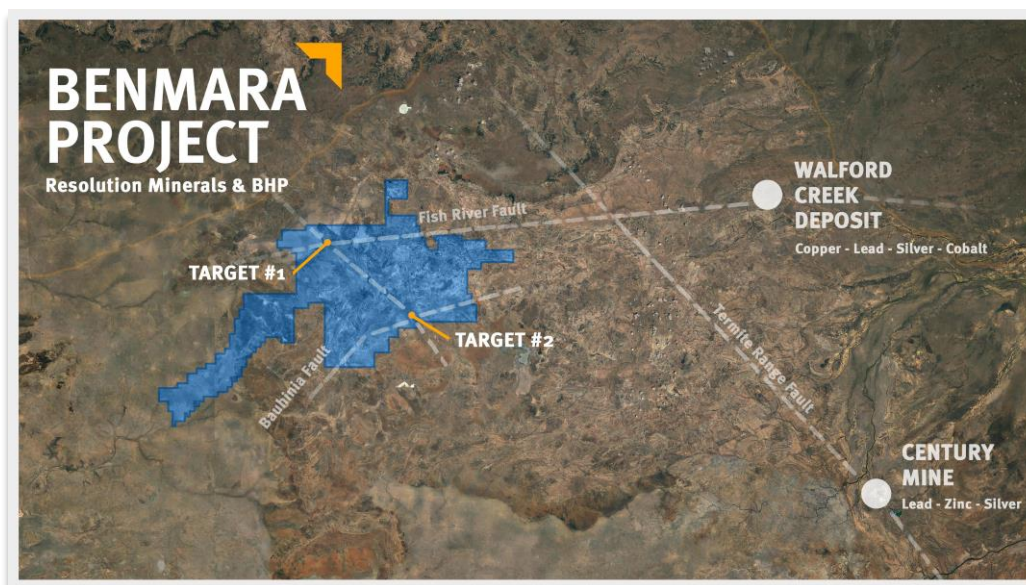 BENMARA
PROJECT
Resolution Minerals & BHP
WALFORD
CREEK
DEPOSIT
Copper - Lead - Silver - Cobalt
Fish River Fault
TARGET #1
TARGET #2
Termite Range Fault
Bauhinia Fault
CENTURY
MINE
Lead - Zinc - Silver